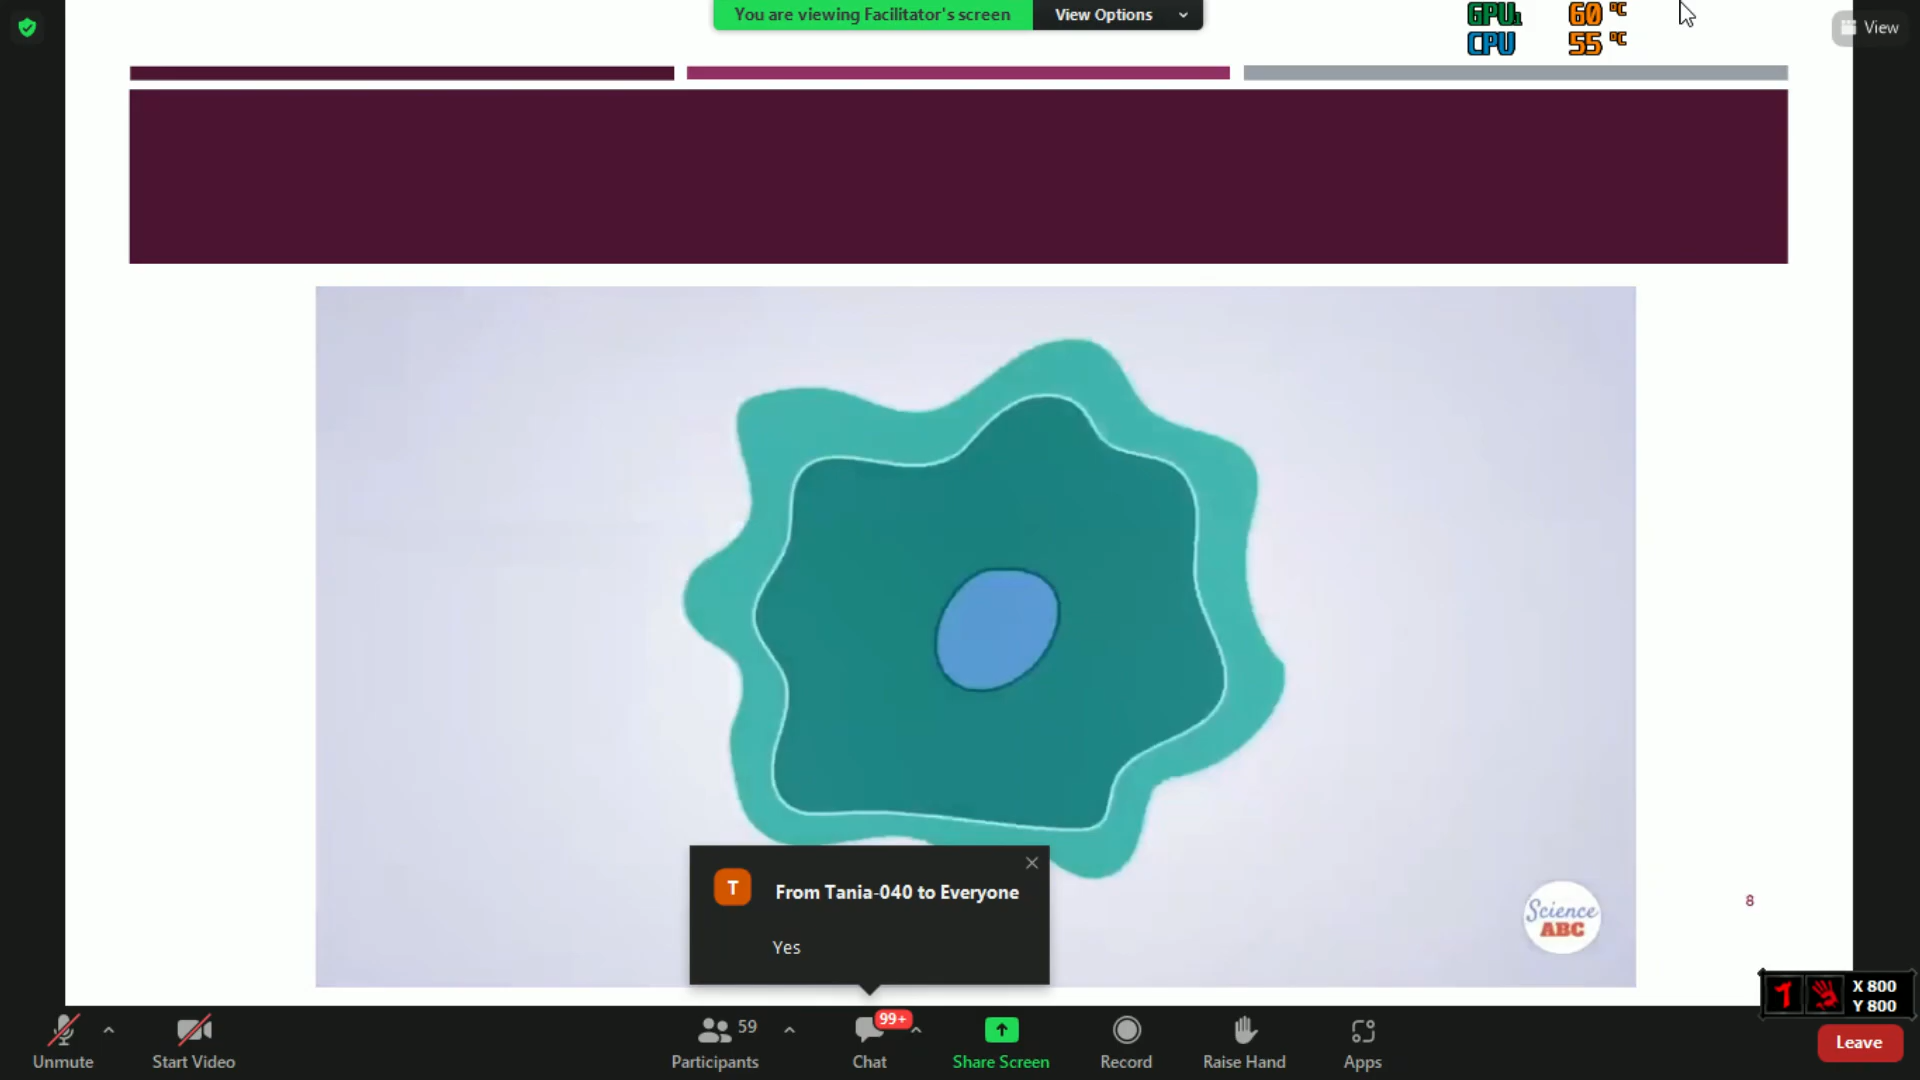 You are viewing Facilitator's screen View Options
GPU1 60 °C
CPU 55 °C
View
Science
ABC
8
From Tania-040 to Everyone
Yes
X 800
Y 800
59
99+
Unmute
Start Video
Participants
Chat
Share Screen
Record
Raise Hand
Apps
Leave